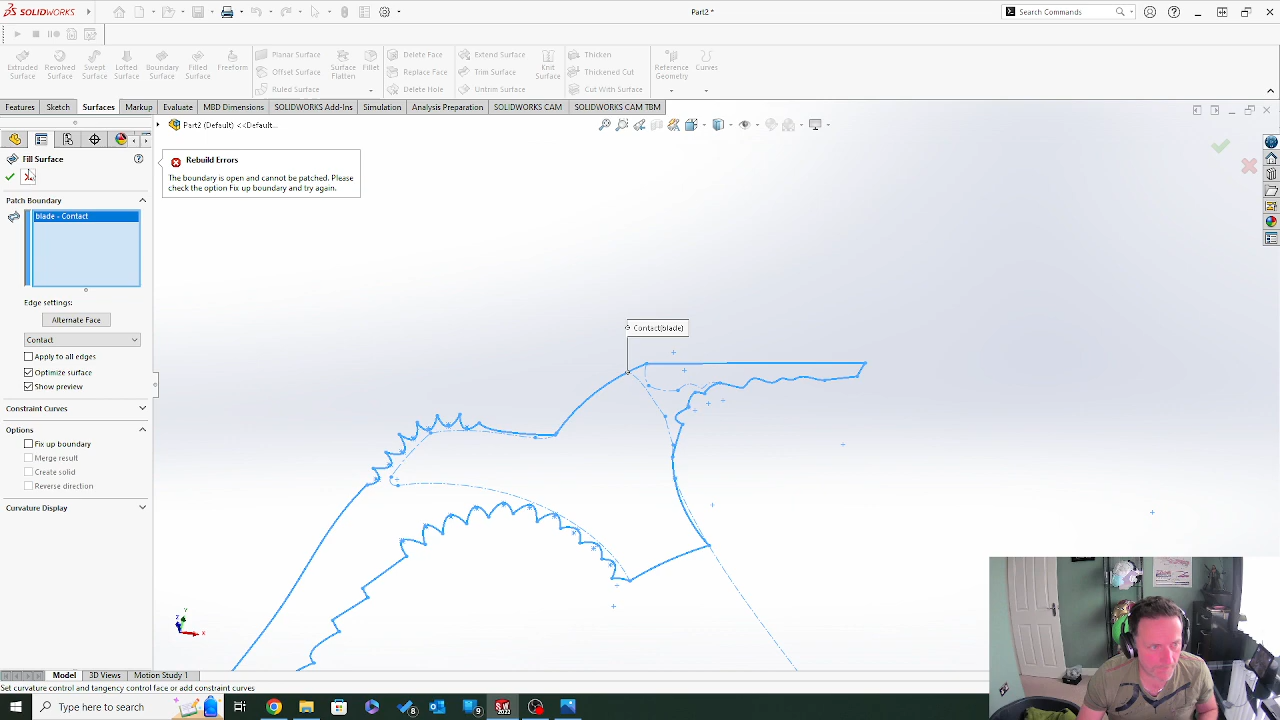 SOLIDWORKS
Part2 *
Search Commands
Extruded Surface
Revolved Surface
Swept Surface
Lofted Surface
Boundary Surface
Filled Surface
Freeform
Planar Surface
Offset Surface
Ruled Surface
Surface Flatten
Fillet
Delete Face
Replace Face
Delete Hole
Extend Surface
Trim Surface
Untrim Surface
Knit Surface
Thicken
Thickened Cut
Cut With Surface
Reference Geometry
Curves
Features
Sketch
Surfaces
Markup
Evaluate
MBD Dimensions
SOLIDWORKS Add-Ins
Simulation
Analysis Preparation
SOLIDWORKS CAM
SOLIDWORKS CAM TBM
Part2 (Default) <<Default...
Fill Surface
Rebuild Errors
The boundary is open and cannot be patched. Please
check the option Fix up boundary and try again.
Patch Boundary
blade - Contact
Edge settings:
Alternate Face
Contact
Apply to all edges
Optimize surface
Show preview
Constraint Curves
Options
Fix up boundary
Merge result
Create solid
Reverse direction
Curvature Display
Contact(blade)
Y
Z
X
Model
3D Views
Motion Study 1
Set curvature control and tangency control face or add constraint curves
Type here to search